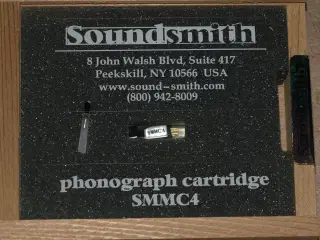 Soundsmith
8 John Walsh Blvd, Suite 417
Peekskill, NY 10566 USA
www.sound-smith.com
(800) 942-8009
SMMC4
phonograph cartridge
SMMC4